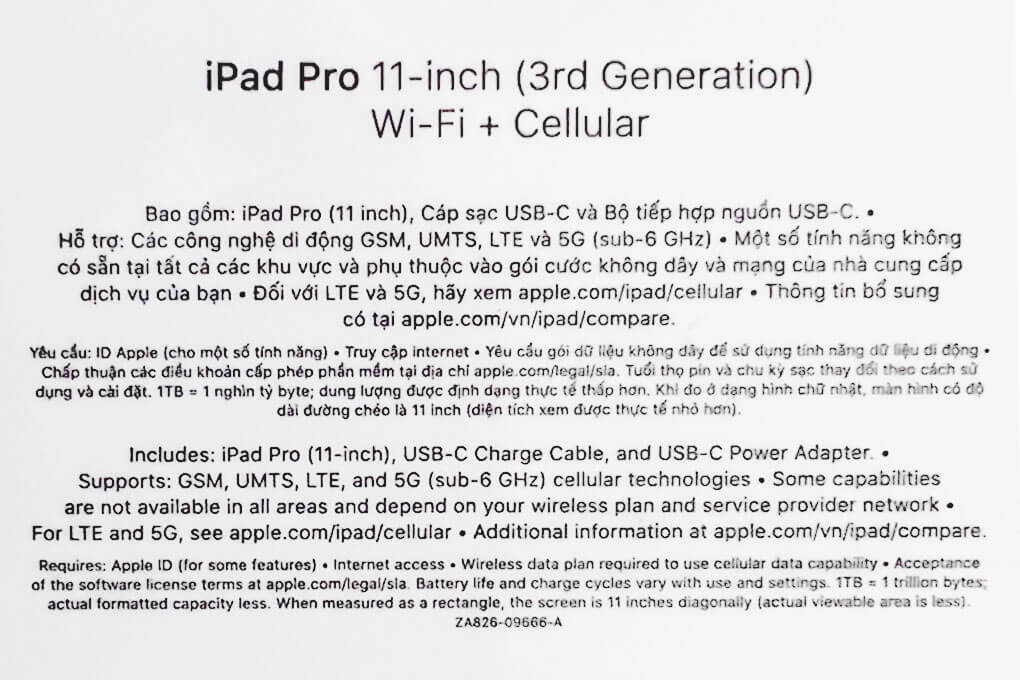 iPad Pro 11-inch (3rd Generation)
Wi-Fi + Cellular
Bao gồm: iPad Pro (11 inch), Cáp sạc USB-C và Bộ tiếp hợp nguồn USB-C. •
Hỗ trợ: Các công nghệ di động GSM, UMTS, LTE và 5G (sub-6 GHz) • Một số tính năng không
có sẵn tại tất cả các khu vực và phụ thuộc vào gói cước không dây và mạng của nhà cung cấp
dịch vụ của bạn • Đối với LTE và 5G, hãy xem apple.com/ipad/cellular • Thông tin bổ sung
có tại apple.com/vn/ipad/compare.
Yêu cầu: ID Apple (cho một số tính năng) • Truy cập internet • Yêu cầu gói dữ liệu không dây để sử dụng tính năng dữ liệu di động •
Chấp thuận các điều khoản cấp phép phần mềm tại địa chỉ apple.com/legal/sla. Tuổi thọ pin và chu kỳ sạc thay đổi theo cách sử
dụng và cài đặt. 1TB = 1 nghìn tỷ byte; dung lượng được định dạng thực tế thấp hơn. Khi đo ở dạng hình chữ nhật, màn hình có độ
dài đường chéo là 11 inch (diện tích xem được thực tế nhỏ hơn).
Includes: iPad Pro (11-inch), USB-C Charge Cable, and USB-C Power Adapter. •
Supports: GSM, UMTS, LTE, and 5G (sub-6 GHz) cellular technologies • Some capabilities
are not available in all areas and depend on your wireless plan and service provider network •
For LTE and 5G, see apple.com/ipad/cellular • Additional information at apple.com/vn/ipad/compare.
Requires: Apple ID (for some features) • Internet access • Wireless data plan required to use cellular data capability • Acceptance
of the software license terms at apple.com/legal/sla. Battery life and charge cycles vary with use and settings. 1TB = 1 trillion bytes;
actual formatted capacity less. When measured as a rectangle, the screen is 11 inches diagonally (actual viewable area is less).
ZA826-09666-A